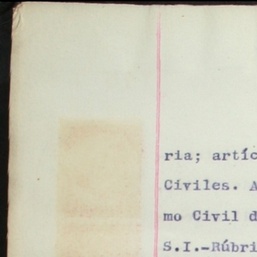 ria; artíc
Civiles. A
mo Civil d
S.I.-Rúbri